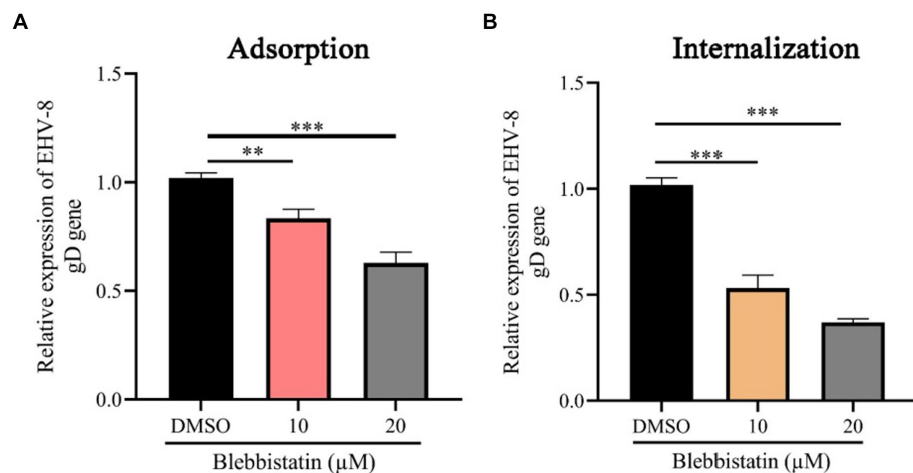 A
Adsorption
Relative expression of EHV-8
gD gene
1.5
1.0
0.5
0.0
***
**
DMSO 10 20
Blebbistatin (µM)
B
Internalization
Relative expression of EHV-8
gD gene
1.5
1.0
0.5
0.0
***
***
DMSO 10 20
Blebbistatin (µM)